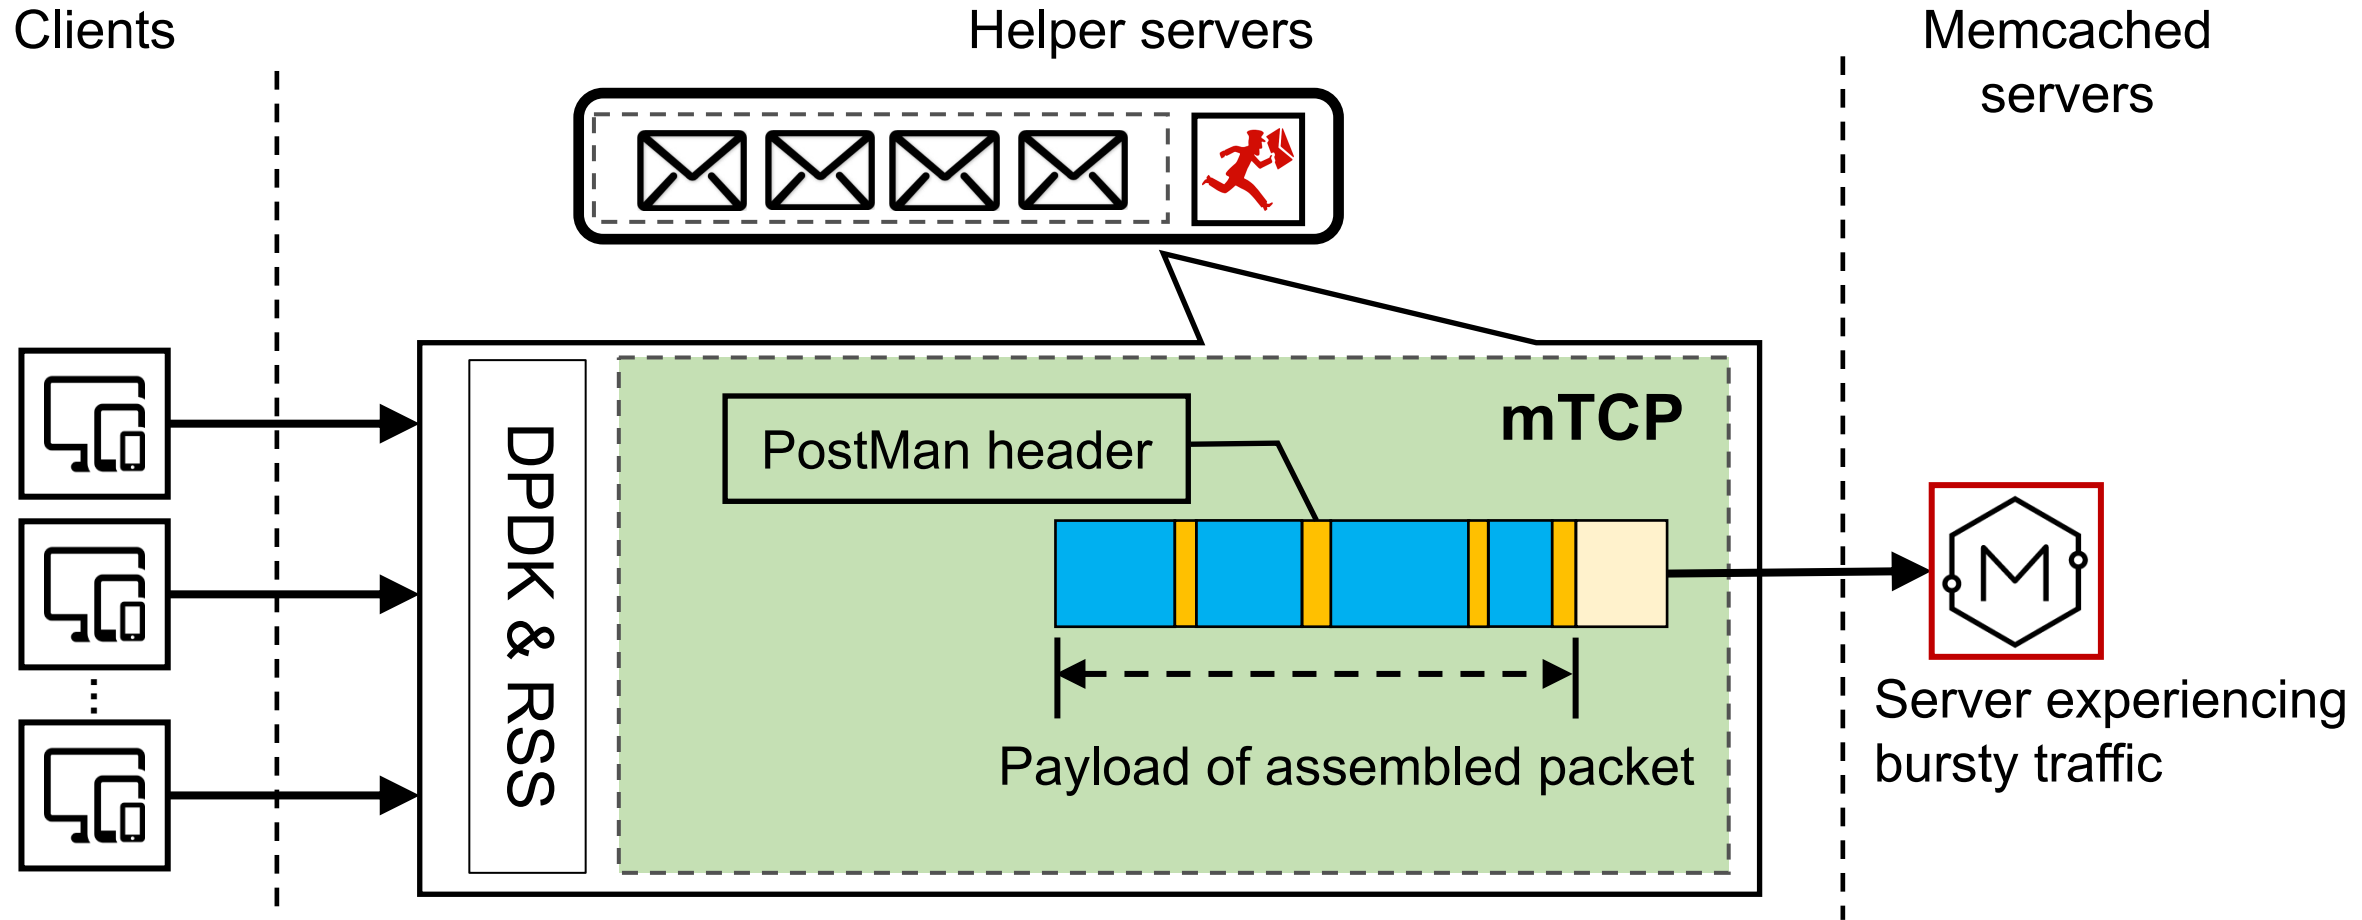 Clients
Helper servers
Memcached
servers
DPDK & RSS
PostMan header
mTCP
Payload of assembled packet
M
Server experiencing
bursty traffic